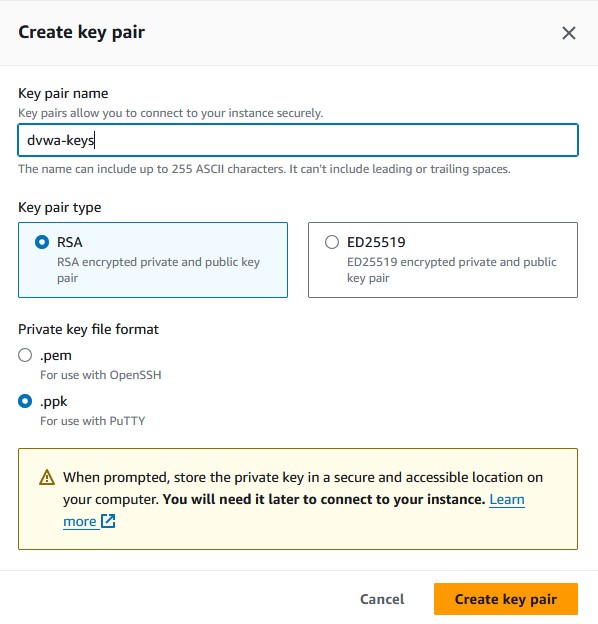 Create key pair
Key pair name
Key pairs allow you to connect to your instance securely.
dvwa-keys
The name can include up to 255 ASCII characters. It can't include leading or trailing spaces.
Key pair type
RSA
RSA encrypted private and public key
pair
ED25519
ED25519 encrypted private and public
key pair
Private key file format
.pem
For use with OpenSSH
.ppk
For use with PuTTY
When prompted, store the private key in a secure and accessible location on
your computer. You will need it later to connect to your instance. Learn
more
Cancel
Create key pair